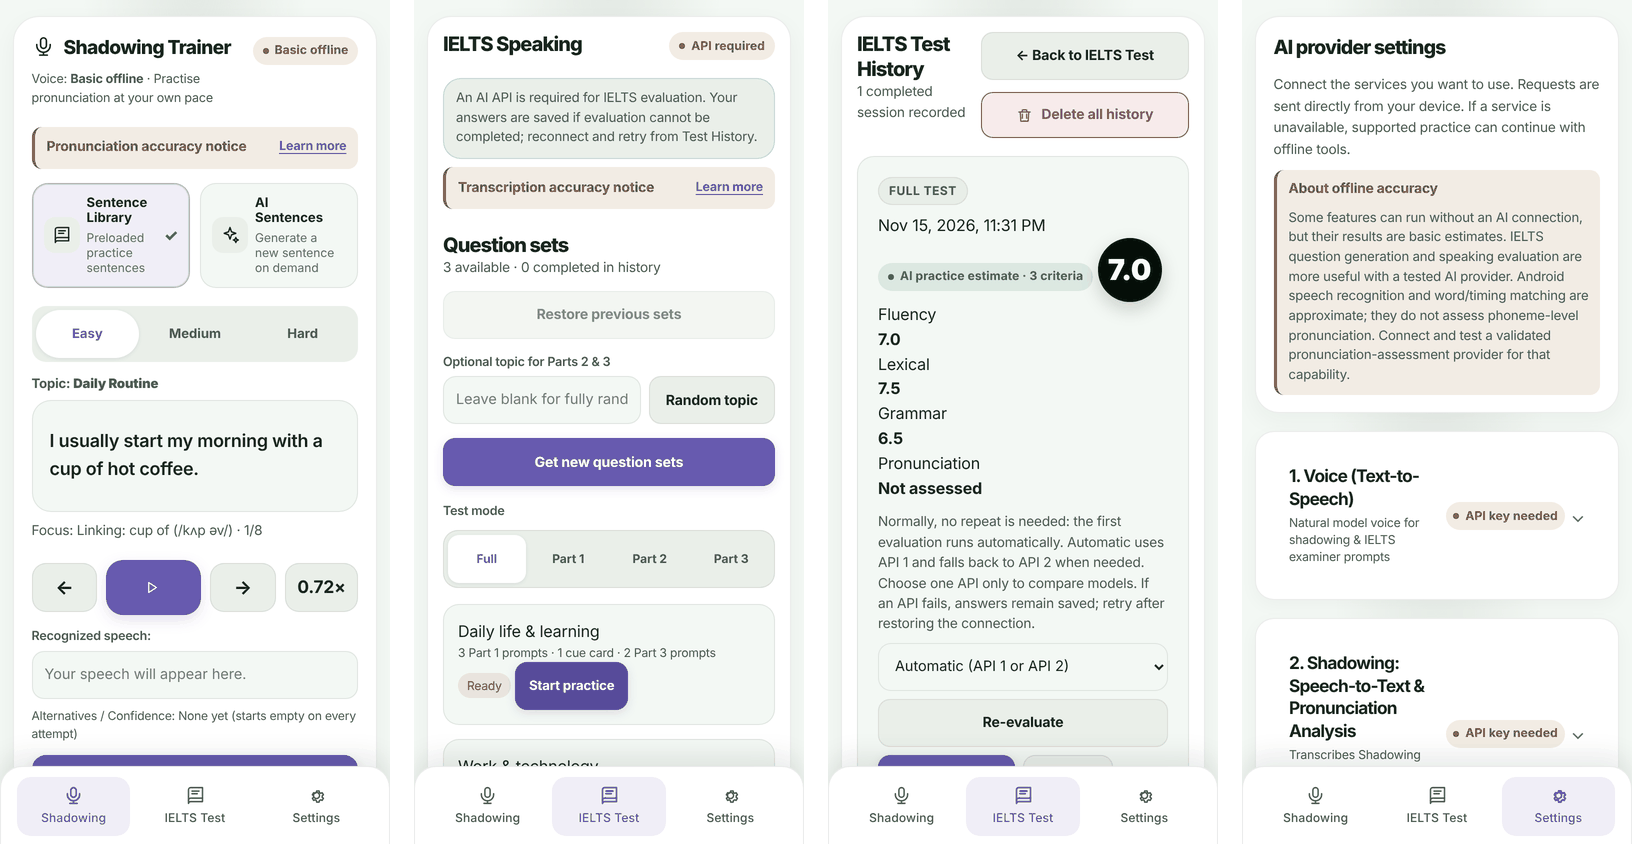 Shadowing Trainer
Basic offline
Voice: Basic offline · Practise
pronunciation at your own pace
Pronunciation accuracy notice
Learn more
Sentence
Library
Preloaded
practice
sentences
AI
Sentences
Generate a
new sentence
on demand
Easy
Medium
Hard
Topic: Daily Routine
I usually start my morning with a
cup of hot coffee.
Focus: Linking: cup of (/kʌp əv/) · 1/8
0.72×
Recognized speech:
Your speech will appear here.
Alternatives / Confidence: None yet (starts empty on every
attempt)
Shadowing
IELTS Test
Settings
IELTS Speaking
API required
An AI API is required for IELTS evaluation. Your
answers are saved if evaluation cannot be
completed; reconnect and retry from Test History.
Transcription accuracy notice
Learn more
Question sets
3 available · 0 completed in history
Restore previous sets
Optional topic for Parts 2 & 3
Leave blank for fully rand
Random topic
Get new question sets
Test mode
Full
Part 1
Part 2
Part 3
Daily life & learning
3 Part 1 prompts · 1 cue card · 2 Part 3 prompts
Ready
Start practice
Work & technology
Shadowing
IELTS Test
Settings
IELTS Test
History
1 completed
session recorded
← Back to IELTS Test
Delete all history
FULL TEST
Nov 15, 2026, 11:31 PM
AI practice estimate · 3 criteria
7.0
Fluency
7.0
Lexical
7.5
Grammar
6.5
Pronunciation
Not assessed
Normally, no repeat is needed: the first
evaluation runs automatically. Automatic uses
API 1 and falls back to API 2 when needed.
Choose one API only to compare models. If
an API fails, answers remain saved; retry after
restoring the connection.
Automatic (API 1 or API 2)
Re-evaluate
Shadowing
IELTS Test
Settings
AI provider settings
Connect the services you want to use. Requests are
sent directly from your device. If a service is
unavailable, supported practice can continue with
offline tools.
About offline accuracy
Some features can run without an AI connection,
but their results are basic estimates. IELTS
question generation and speaking evaluation are
more useful with a tested AI provider. Android
speech recognition and word/timing matching are
approximate; they do not assess phoneme-level
pronunciation. Connect and test a validated
pronunciation-assessment provider for that
capability.
1. Voice (Text-to-
Speech)
Natural model voice for
shadowing & IELTS
examiner prompts
API key needed
2. Shadowing:
Speech-to-Text &
Pronunciation
Analysis
Transcribes Shadowing
API key needed
Shadowing
IELTS Test
Settings